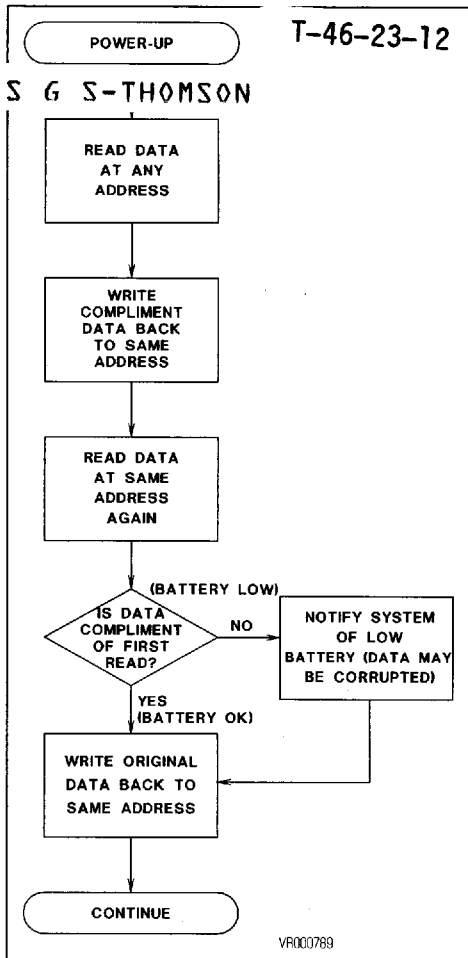 POWER-UP
T-46-23-12
S G S-THOMSON
READ DATA
AT ANY
ADDRESS
WRITE
COMPLIMENT
DATA BACK
TO SAME
ADDRESS
READ DATA
AT SAME
ADDRESS
AGAIN
(BATTERY LOW)
IS DATA
COMPLIMENT
OF FIRST
READ?
NO
NOTIFY SYSTEM
OF LOW
BATTERY (DATA MAY
BE CORRUPTED)
YES
(BATTERY OK)
WRITE ORIGINAL
DATA BACK TO
SAME ADDRESS
CONTINUE
VR000789